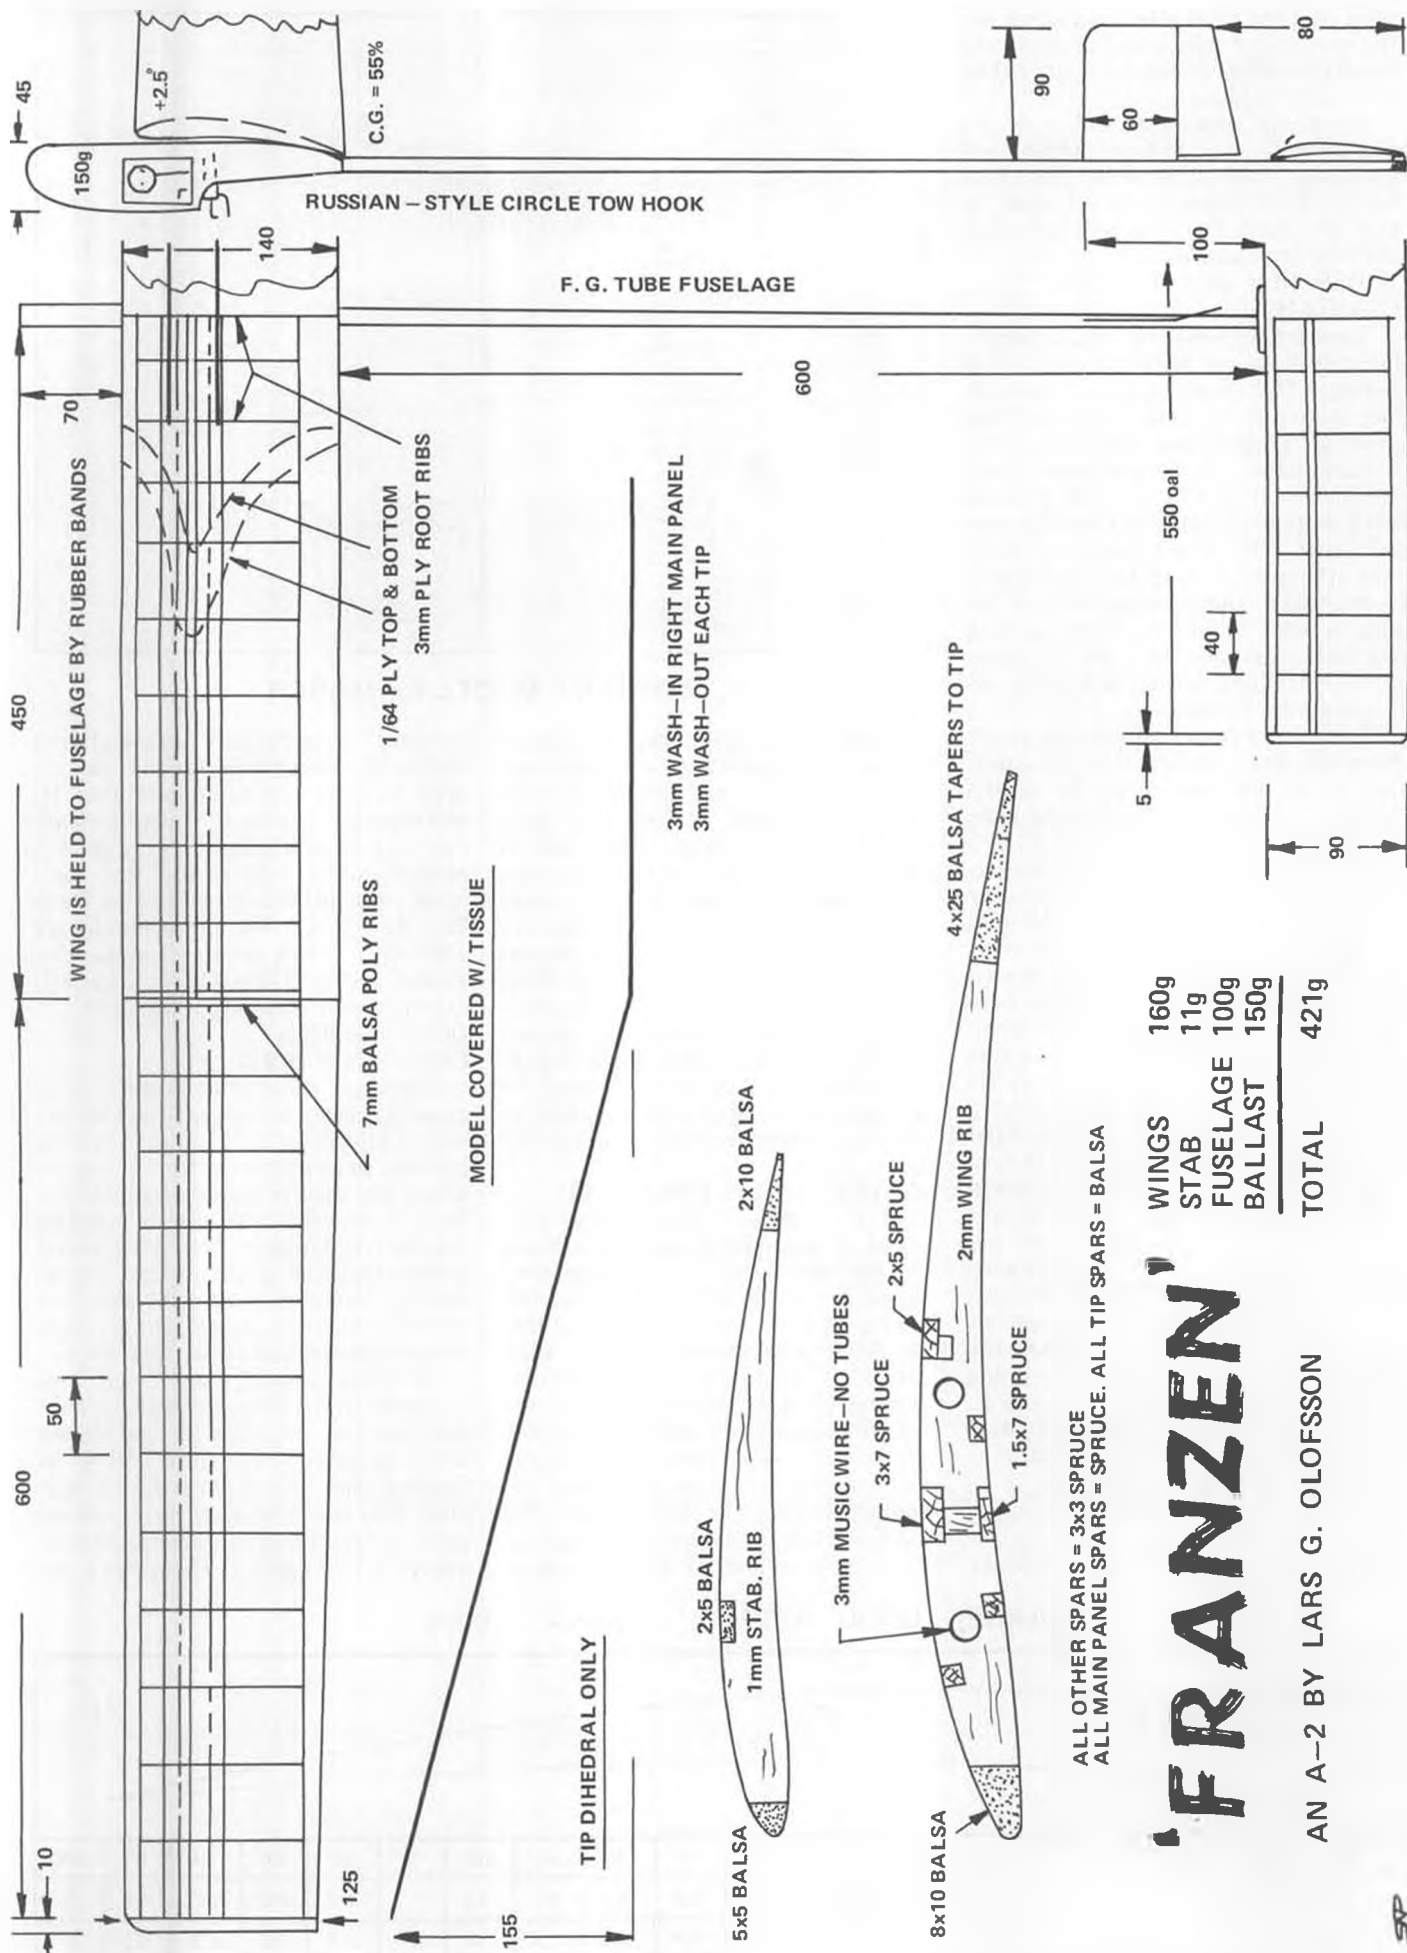 45
150g
+2.5°
C.G. = 55%
RUSSIAN – STYLE CIRCLE TOW HOOK
90
60
80
140
F. G. TUBE FUSELAGE
100
70
600
450
WING IS HELD TO FUSELAGE BY RUBBER BANDS
1/64 PLY TOP & BOTTOM
3mm PLY ROOT RIBS
3mm WASH–IN RIGHT MAIN PANEL
3mm WASH–OUT EACH TIP
550 oal
40
5
90
7mm BALSA POLY RIBS
MODEL COVERED W/ TISSUE
4x25 BALSA TAPERS TO TIP
600
50
10
125
155
TIP DIHEDRAL ONLY
5x5 BALSA
2x5 BALSA
1mm STAB. RIB
2x10 BALSA
8x10 BALSA
3mm MUSIC WIRE–NO TUBES
3x7 SPRUCE
2x5 SPRUCE
1.5x7 SPRUCE
2mm WING RIB
ALL OTHER SPARS = 3x3 SPRUCE
ALL MAIN PANEL SPARS = SPRUCE. ALL TIP SPARS = BALSA
'FRANZEN'
AN A–2 BY LARS G. OLOFSSON
WINGS 160g
STAB 11g
FUSELAGE 100g
BALLAST 150g
TOTAL 421g